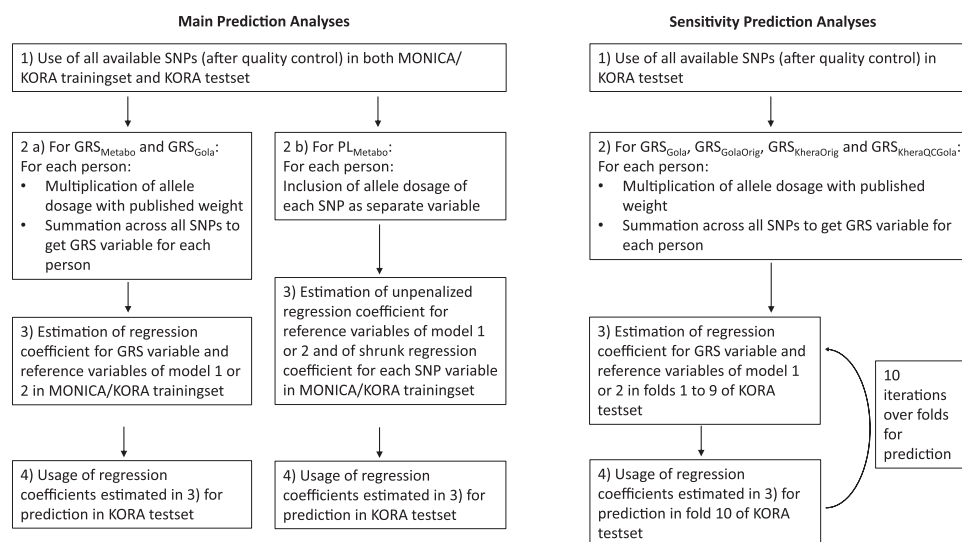 Main Prediction Analyses
1) Use of all available SNPs (after quality control) in both MONICA/
KORA trainingset and KORA testset
2 a) For GRSMetabo and GRSGola:
For each person:
• Multiplication of allele
dosage with published weight
• Summation across all SNPs to
get GRS variable for each
person
3) Estimation of regression
coefficient for GRS variable and
reference variables of model 1 or
2 in MONICA/KORA trainingset
4) Usage of regression
coefficients estimated in 3) for
prediction in KORA testset
2 b) For PLMetabo:
For each person:
Inclusion of allele dosage of
each SNP as separate variable
3) Estimation of unpenalized
regression coefficient for
reference variables of model 1
or 2 and of shrunk regression
coefficient for each SNP variable
in MONICA/KORA trainingset
4) Usage of regression
coefficients estimated in 3) for
prediction in KORA testset
Sensitivity Prediction Analyses
1) Use of all available SNPs (after quality control) in
KORA testset
2) For GRSGola, GRSGolaOrig, GRSKheraOrig and GRSKheraQCGola:
For each person:
• Multiplication of allele dosage with published
weight
• Summation across all SNPs to get GRS variable for
each person
3) Estimation of regression
coefficient for GRS variable and
reference variables of model 1
or 2 in folds 1 to 9 of KORA
testset
4) Usage of regression
coefficients estimated in 3) for
prediction in fold 10 of KORA
testset
10
iterations
over folds
for
prediction